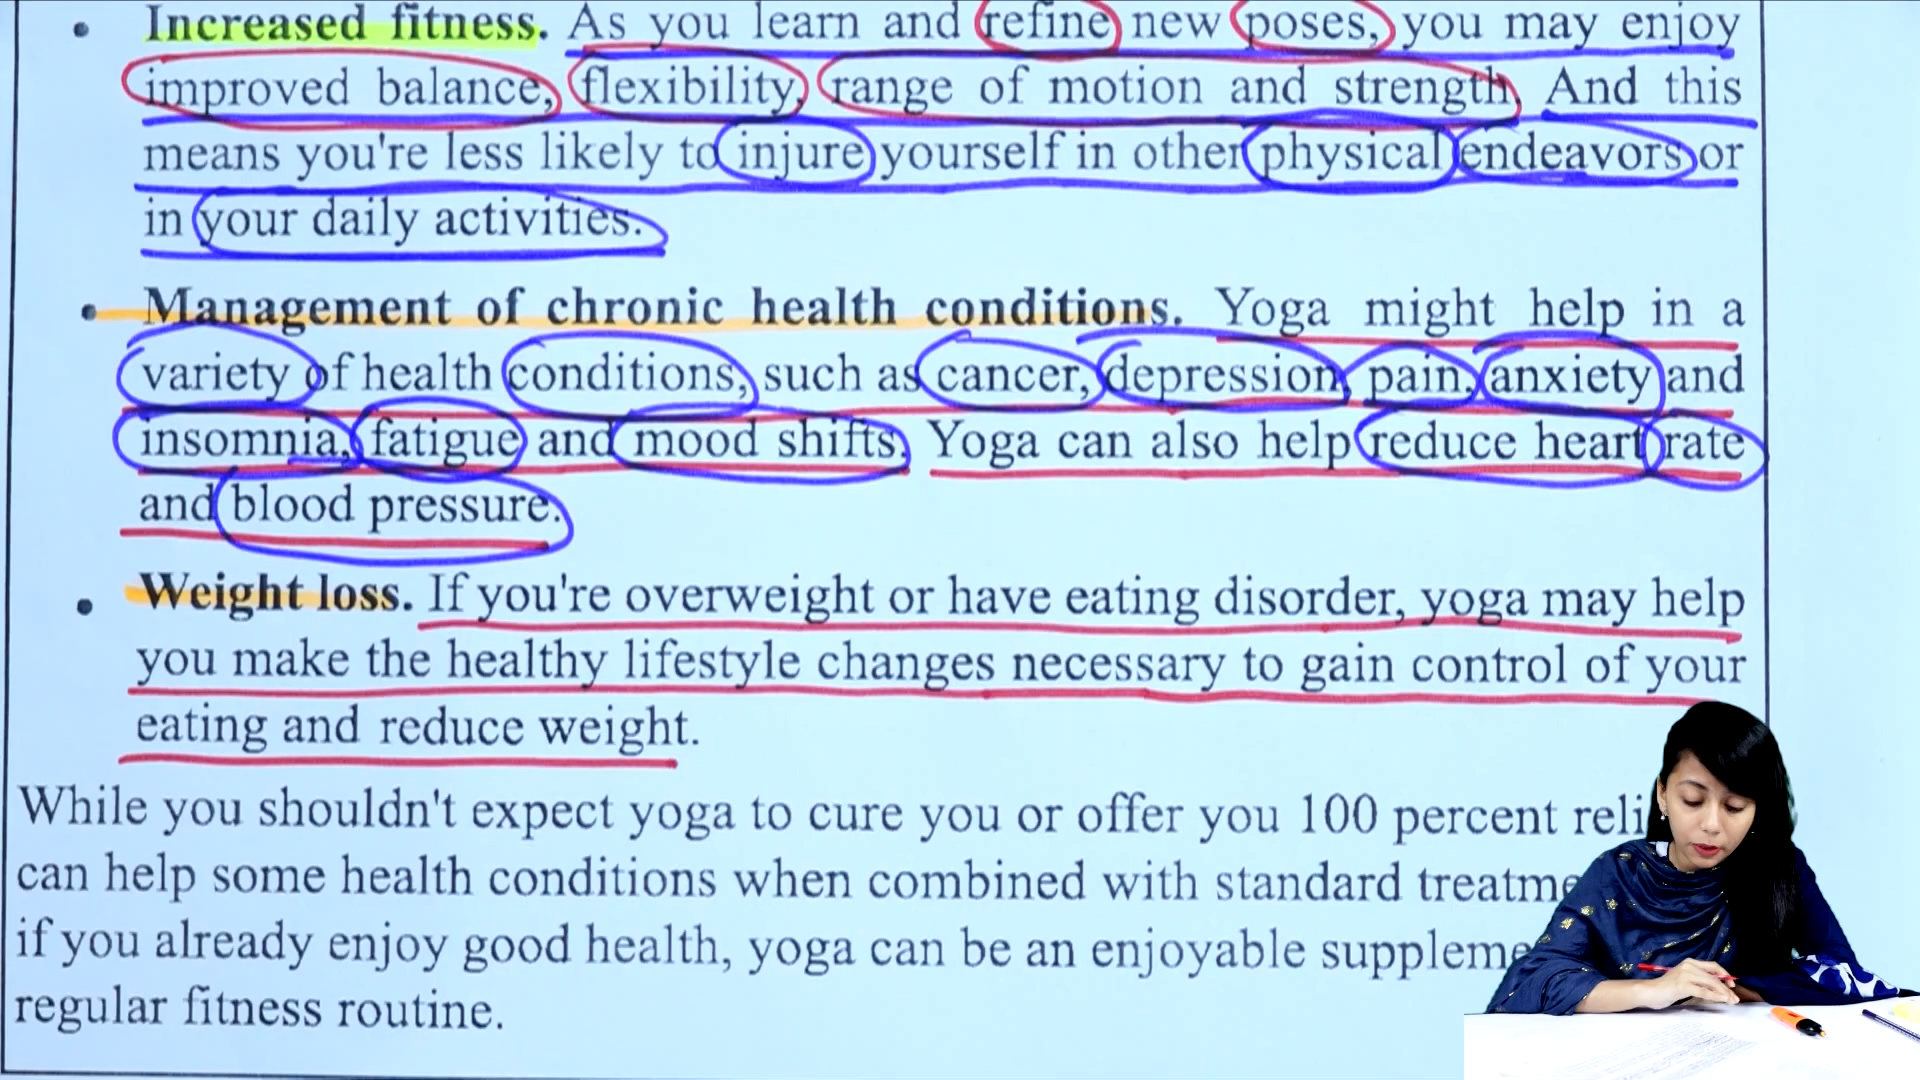 • Increased fitness. As you learn and refine new poses, you may enjoy
improved balance, flexibility, range of motion and strength. And this
means you're less likely to injure yourself in other physical endeavors or
in your daily activities.
• Management of chronic health conditions. Yoga might help in a
variety of health conditions, such as cancer, depression, pain, anxiety and
insomnia, fatigue and mood shifts. Yoga can also help reduce heart rate
and blood pressure.
• Weight loss. If you're overweight or have eating disorder, yoga may help
you make the healthy lifestyle changes necessary to gain control of your
eating and reduce weight.
While you shouldn't expect yoga to cure you or offer you 100 percent
can help some health conditions when combined with standard
if you already enjoy good health, yoga can be an enjoyable
regular fitness routine.